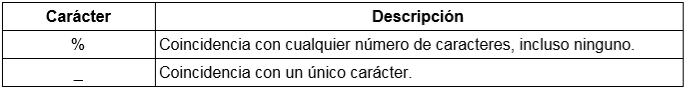 Carácter Descripción
% Coincidencia con cualquier número de caracteres, incluso ninguno.
_ Coincidencia con un único carácter.